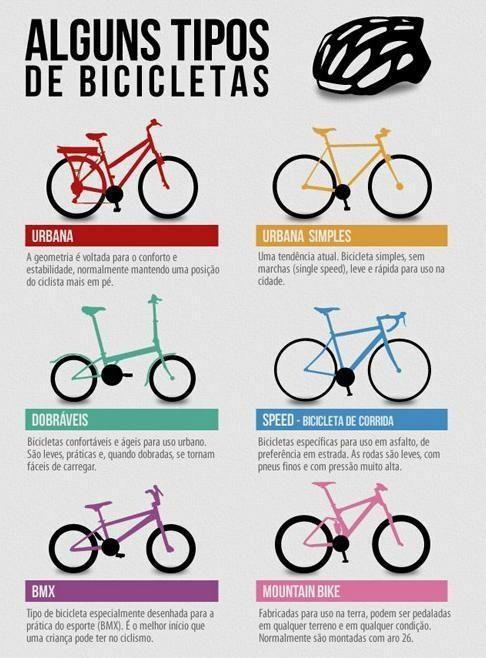 ALGUNS TIPOS
DE BICICLETAS
URBANA
A geometria é voltada para o conforto e
estabilidade, normalmente mantendo uma posição
do ciclista mais em pé.
URBANA SIMPLES
Uma tendência atual. Bicicleta simples, sem
marchas (single speed), leve e rápida para uso na
cidade.
DOBRÁVEIS
Bicicletas confortáveis e ágeis para uso urbano.
São leves, práticas e, quando dobradas, se tornam
fáceis de carregar.
SPEED - BICICLETA DE CORRIDA
Bicicletas específicas para uso em asfalto, de
preferência em estrada. As rodas são leves, com
pneus finos e com pressão muito alta.
BMX
Tipo de bicicleta especialmente desenhada para a
prática do esporte (BMX). É o melhor início que
uma criança pode ter no ciclismo.
MOUNTAIN BIKE
Fabricadas para uso na terra, podem ser pedaladas
em qualquer terreno e em qualquer condição.
Normalmente são montadas com aro 26.